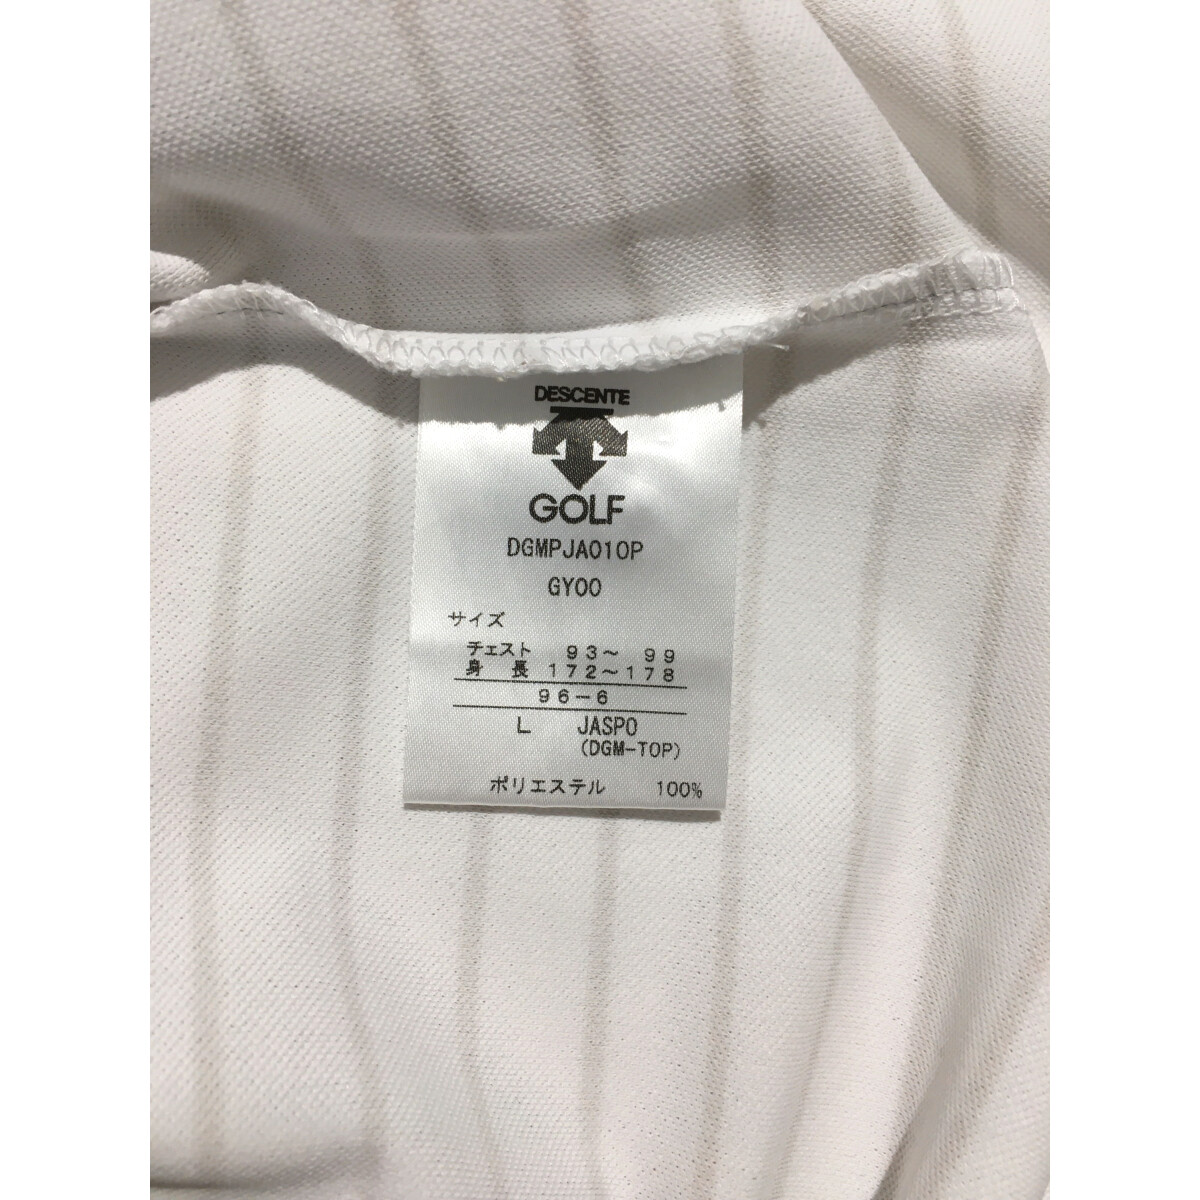 DESCENTE
GOLF
DGMPJA010P
GY00
サイズ
チェスト 93~ 99
身長 172~178
96-6
L JASPO
(DGM-TOP)
ポリエステル 100%